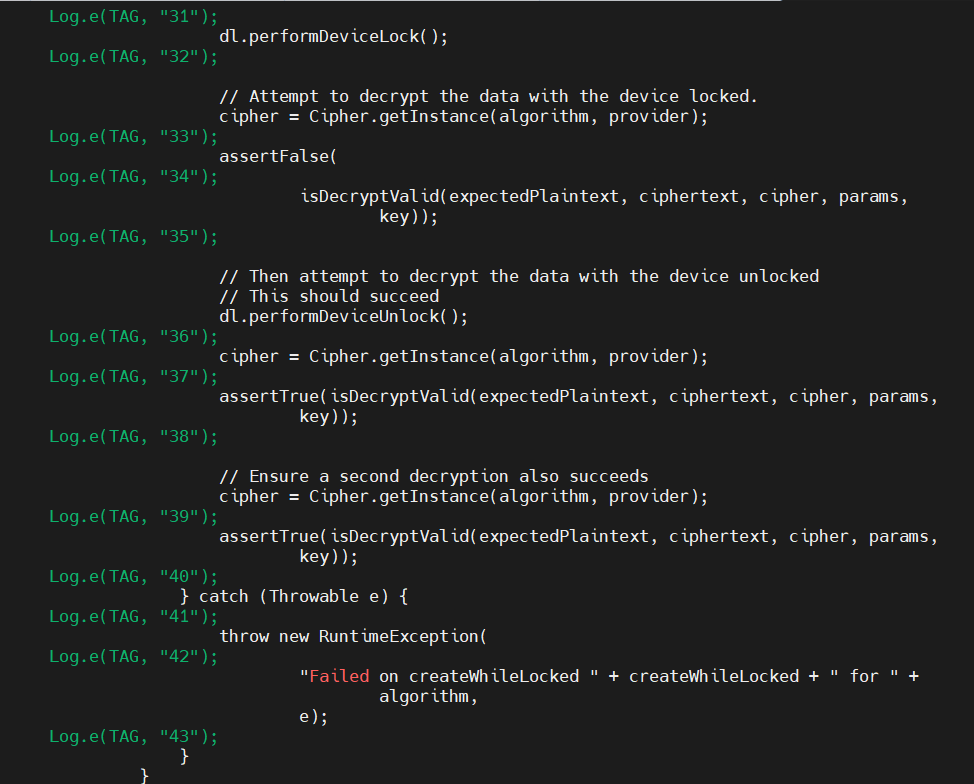 Log.e(TAG, "31");
dl.performDeviceLock();
Log.e(TAG, "32");
// Attempt to decrypt the data with the device locked.
cipher = Cipher.getInstance(algorithm, provider);
Log.e(TAG, "33");
assertFalse(
Log.e(TAG, "34");
isDecryptValid(expectedPlaintext, ciphertext, cipher, params,
key));
Log.e(TAG, "35");
// Then attempt to decrypt the data with the device unlocked
// This should succeed
dl.performDeviceUnlock();
Log.e(TAG, "36");
cipher = Cipher.getInstance(algorithm, provider);
Log.e(TAG, "37");
assertTrue(isDecryptValid(expectedPlaintext, ciphertext, cipher, params,
key));
Log.e(TAG, "38");
// Ensure a second decryption also succeeds
cipher = Cipher.getInstance(algorithm, provider);
Log.e(TAG, "39");
assertTrue(isDecryptValid(expectedPlaintext, ciphertext, cipher, params,
key));
Log.e(TAG, "40");
} catch (Throwable e) {
Log.e(TAG, "41");
throw new RuntimeException(
Log.e(TAG, "42");
"Failed on createWhileLocked " + createWhileLocked + " for " +
algorithm,
e);
Log.e(TAG, "43");
}
}